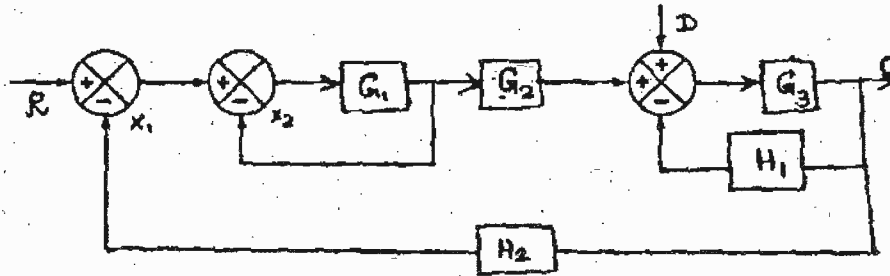 D
R
x₁
x₂
G₁
G₂
G₃
C
H₁
H₂
+
-
+
-
+
+
-